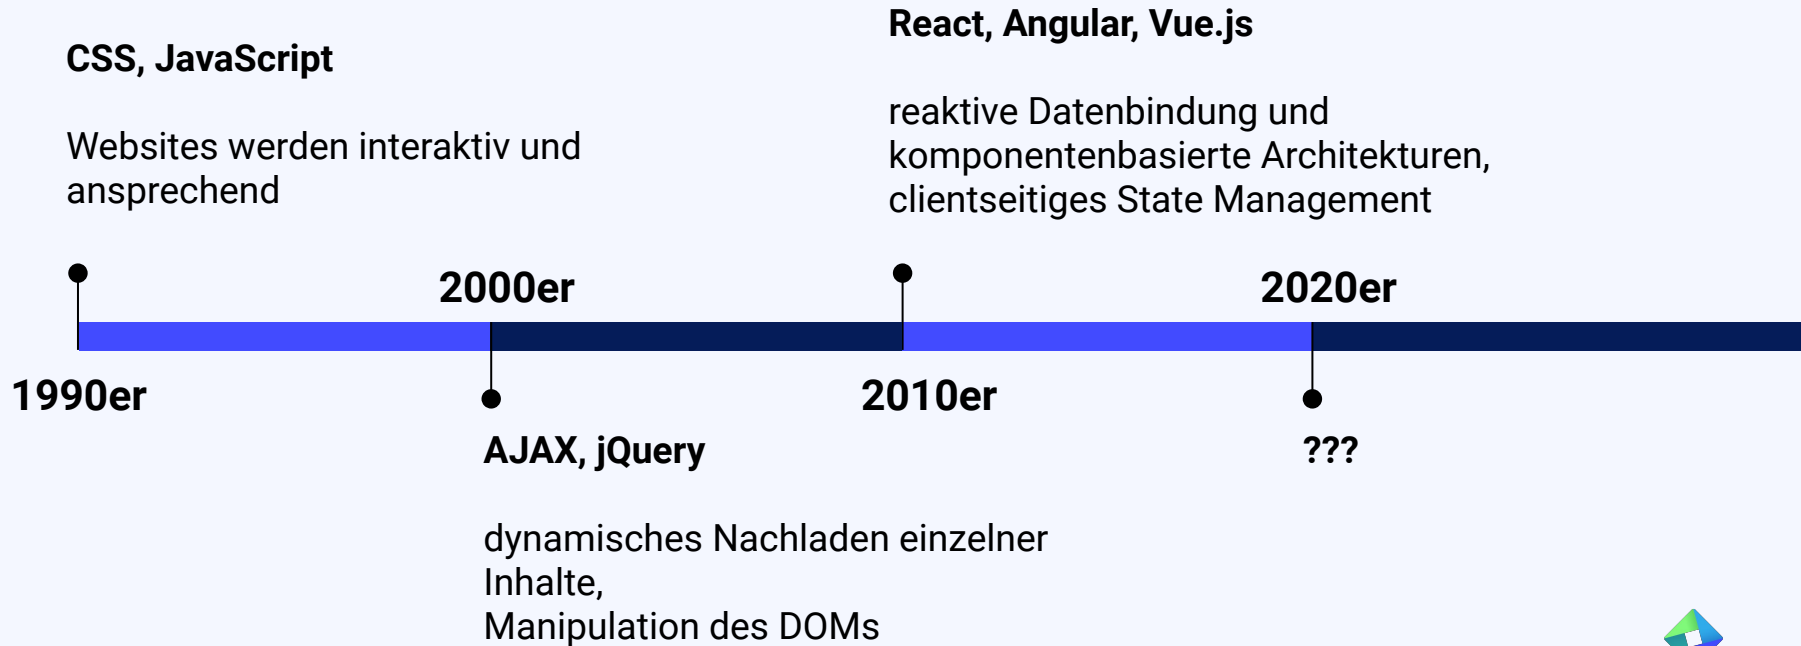 CSS, JavaScript
Websites werden interaktiv und
ansprechend
React, Angular, Vue.js
reaktive Datenbindung und
komponentenbasierte Architekturen,
clientseitiges State Management
2000er
2020er
1990er
2010er
AJAX, jQuery
dynamisches Nachladen einzelner
Inhalte,
Manipulation des DOMs
???